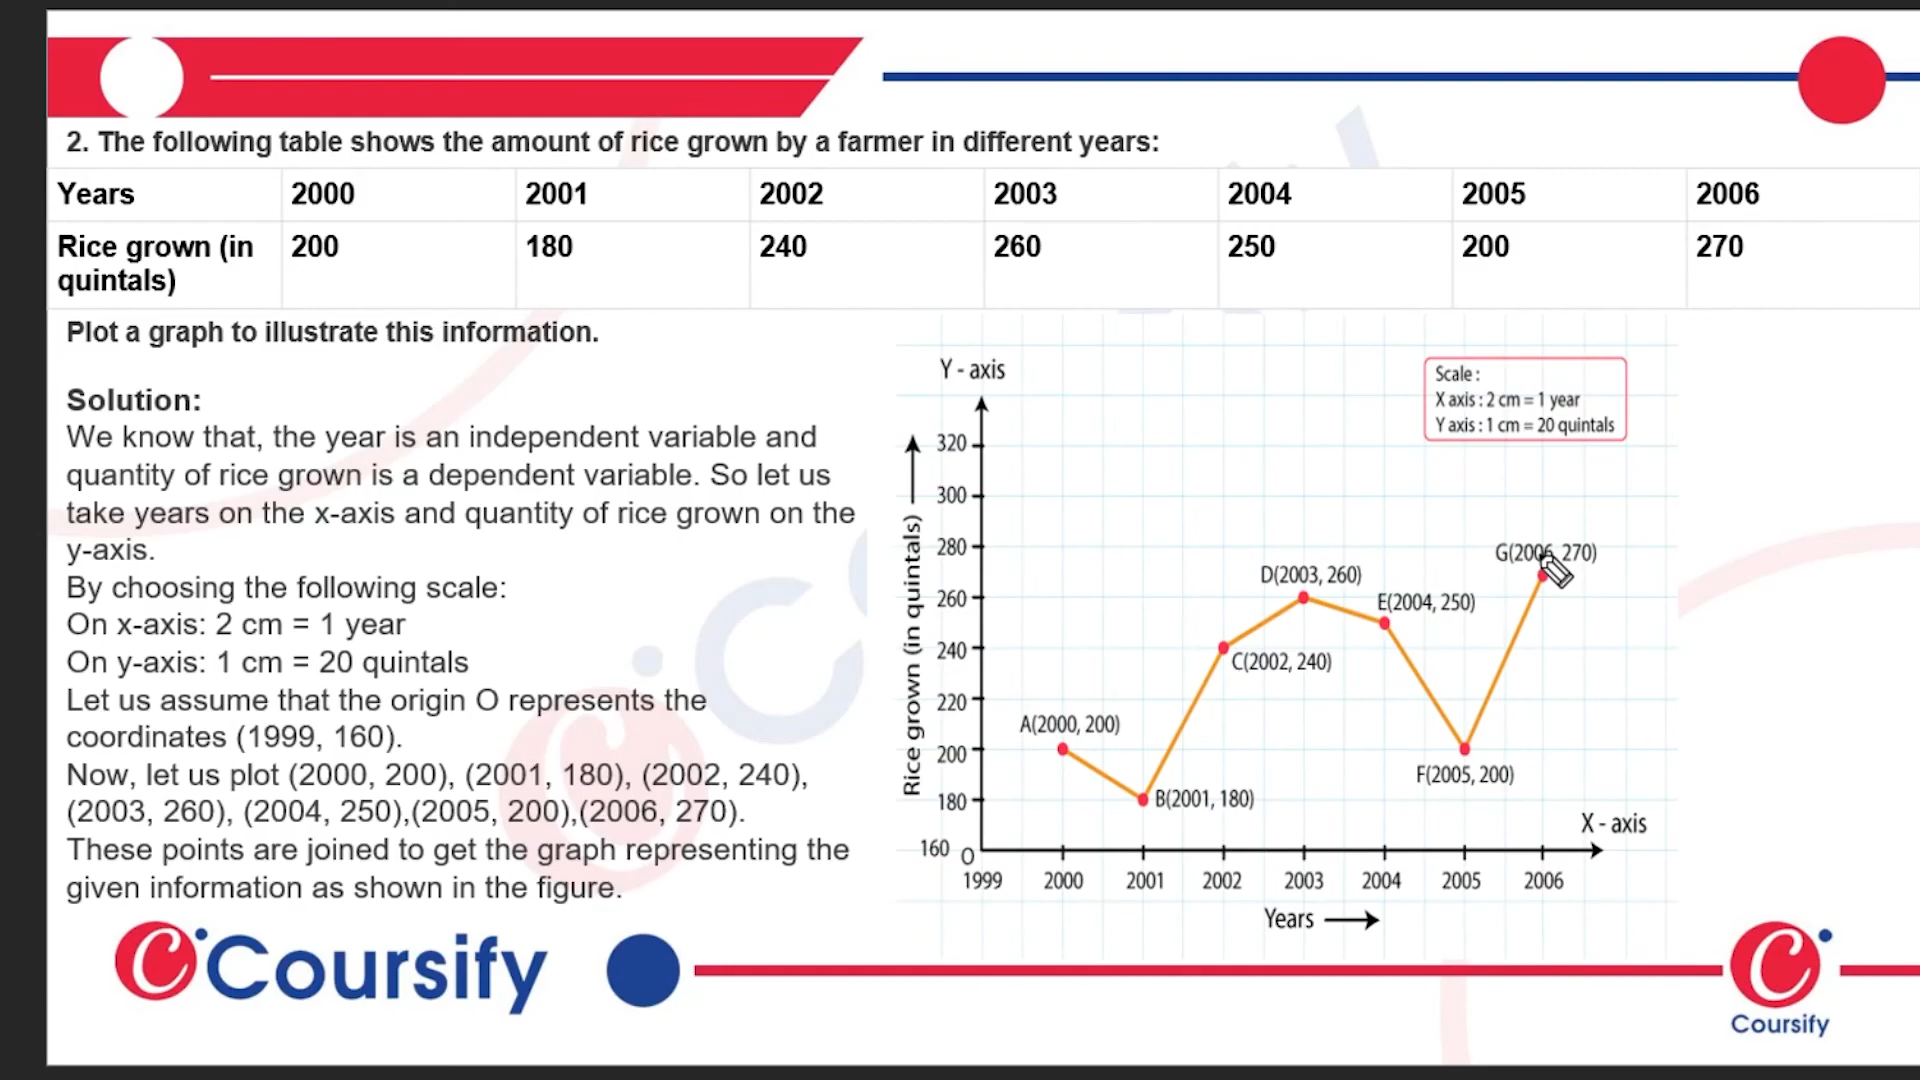 2. The following table shows the amount of rice grown by a farmer in different years:
Years 2000 2001 2002 2003 2004 2005 2006
Rice grown (in quintals) 200 180 240 260 250 200 270
Plot a graph to illustrate this information.
Solution:
We know that, the year is an independent variable and
quantity of rice grown is a dependent variable. So let us
take years on the x-axis and quantity of rice grown on the
y-axis.
By choosing the following scale:
On x-axis: 2 cm = 1 year
On y-axis: 1 cm = 20 quintals
Let us assume that the origin O represents the
coordinates (1999, 160).
Now, let us plot (2000, 200), (2001, 180), (2002, 240),
(2003, 260), (2004, 250),(2005, 200),(2006, 270).
These points are joined to get the graph representing the
given information as shown in the figure.
Y - axis
Scale :
X axis : 2 cm = 1 year
Y axis : 1 cm = 20 quintals
320
300
280
260
240
220
200
180
160 O
Rice grown (in quintals)
A(2000, 200)
B(2001, 180)
C(2002, 240)
D(2003, 260)
E(2004, 250)
F(2005, 200)
G(2006, 270)
X - axis
1999 2000 2001 2002 2003 2004 2005 2006
Years
Coursify
Coursify